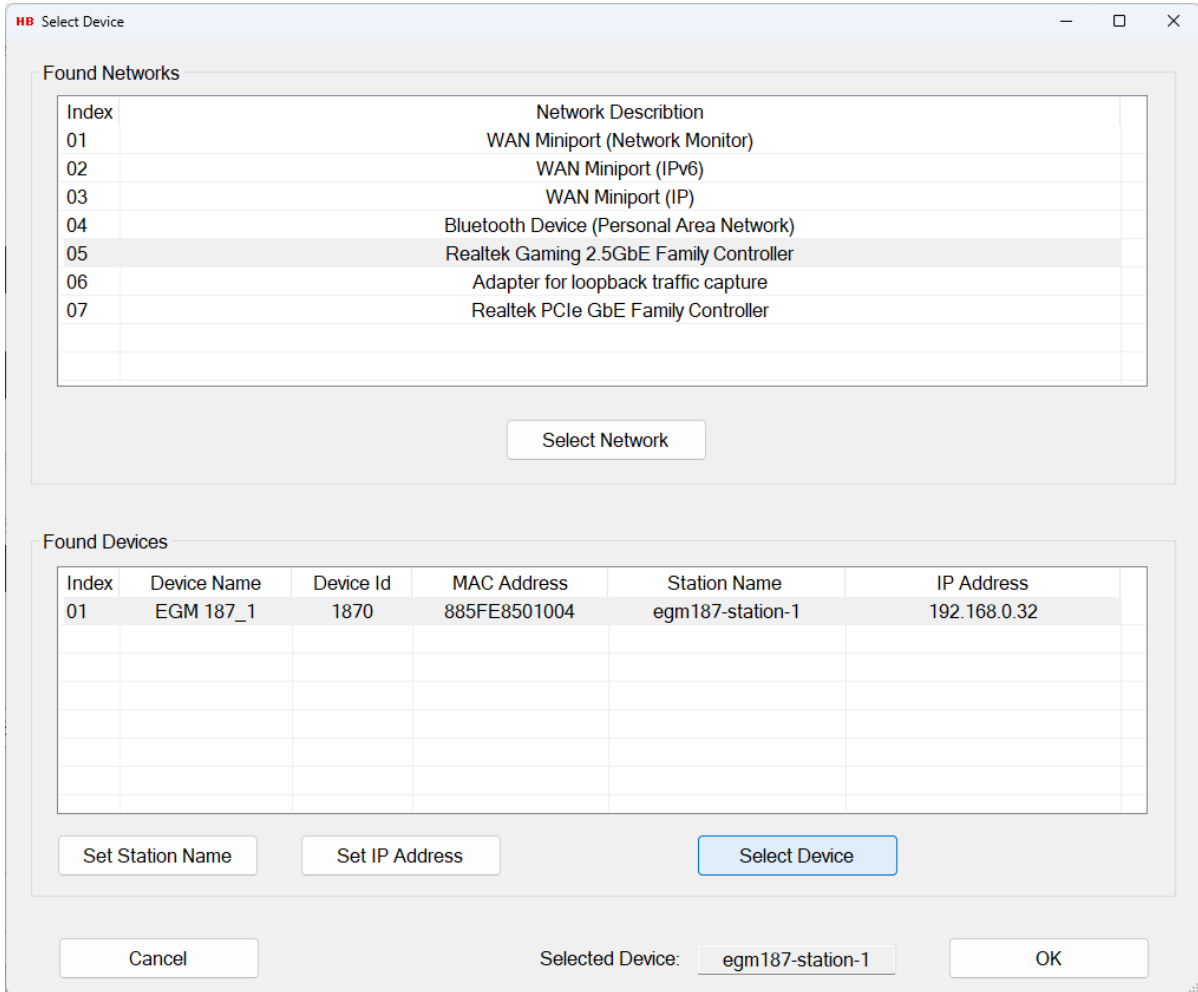 HB Select Device
Found Networks
Index Network Describtion
01 WAN Miniport (Network Monitor)
02 WAN Miniport (IPv6)
03 WAN Miniport (IP)
04 Bluetooth Device (Personal Area Network)
05 Realtek Gaming 2.5GbE Family Controller
06 Adapter for loopback traffic capture
07 Realtek PCIe GbE Family Controller
Select Network
Found Devices
Index Device Name Device Id MAC Address Station Name IP Address
01 EGM 187_1 1870 885FE8501004 egm187-station-1 192.168.0.32
Set Station Name Set IP Address Select Device
Cancel Selected Device: egm187-station-1 OK